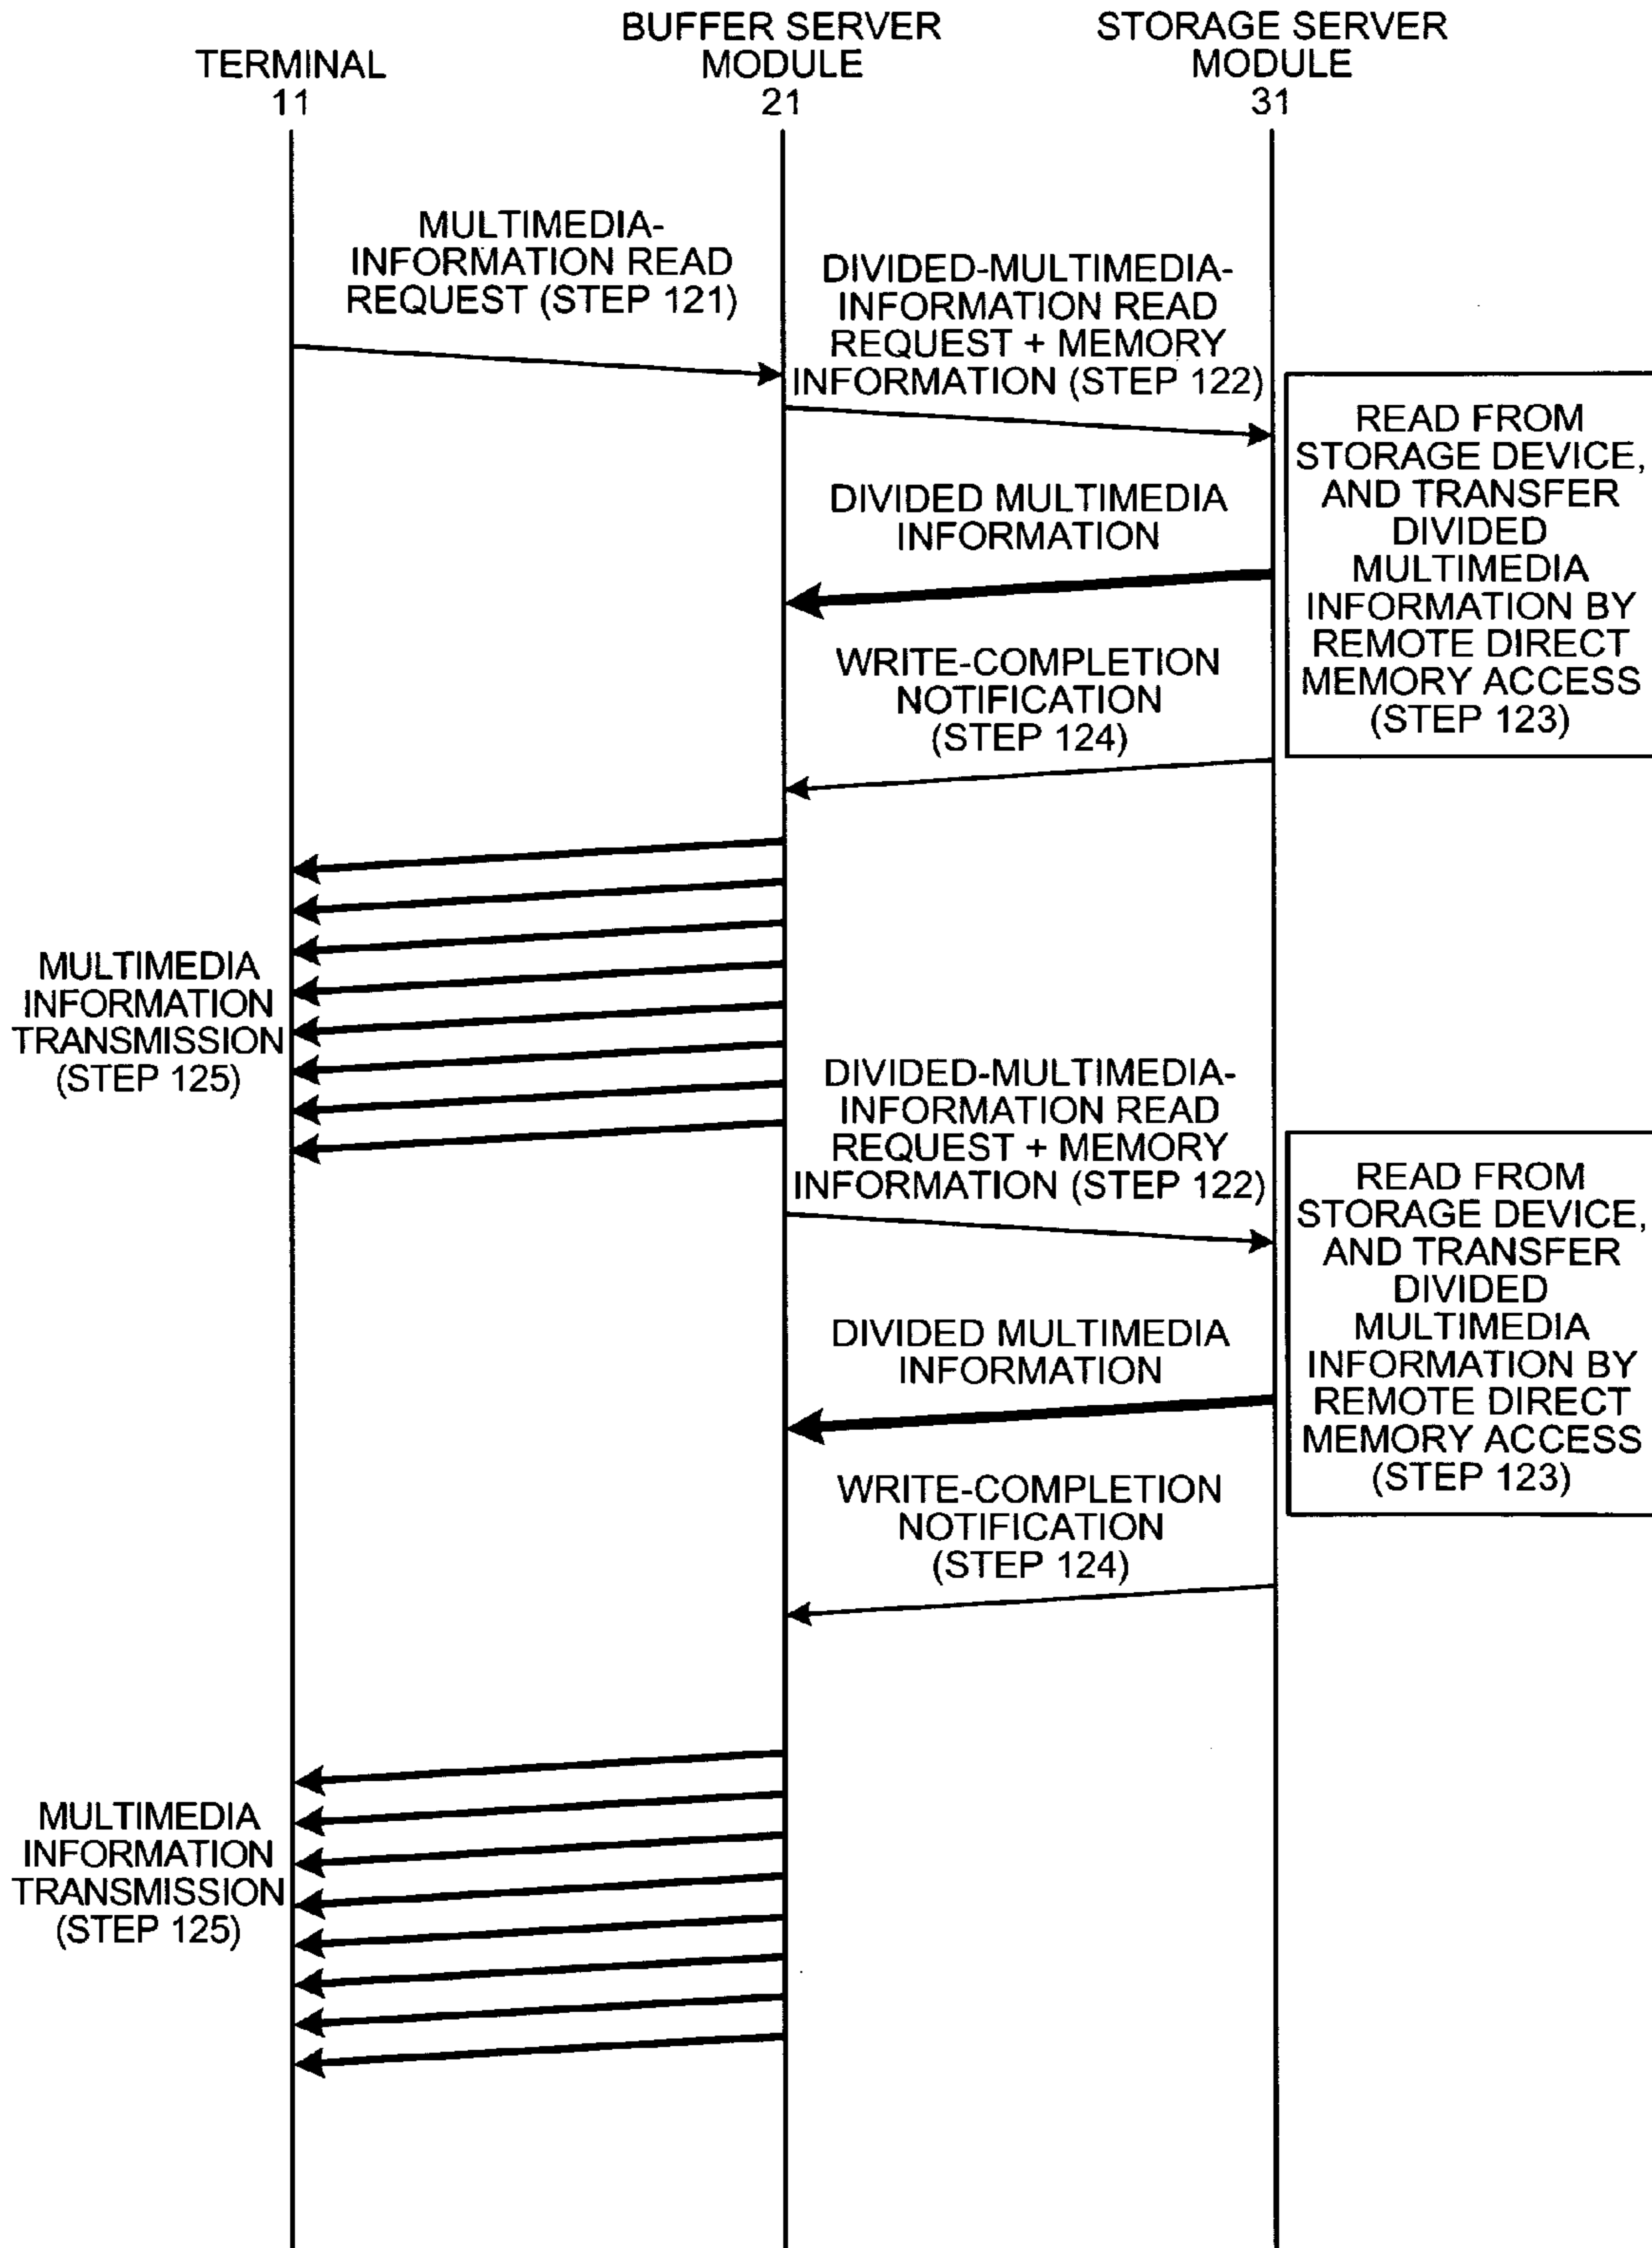 TERMINAL
11
BUFFER SERVER
MODULE
21
STORAGE SERVER
MODULE
31
MULTIMEDIA-
INFORMATION READ
REQUEST (STEP 121)
DIVIDED-MULTIMEDIA-
INFORMATION READ
REQUEST + MEMORY
INFORMATION (STEP 122)
READ FROM
STORAGE DEVICE,
AND TRANSFER
DIVIDED
MULTIMEDIA
INFORMATION BY
REMOTE DIRECT
MEMORY ACCESS
(STEP 123)
DIVIDED MULTIMEDIA
INFORMATION
WRITE-COMPLETION
NOTIFICATION
(STEP 124)
MULTIMEDIA
INFORMATION
TRANSMISSION
(STEP 125)
DIVIDED-MULTIMEDIA-
INFORMATION READ
REQUEST + MEMORY
INFORMATION (STEP 122)
READ FROM
STORAGE DEVICE,
AND TRANSFER
DIVIDED
MULTIMEDIA
INFORMATION BY
REMOTE DIRECT
MEMORY ACCESS
(STEP 123)
DIVIDED MULTIMEDIA
INFORMATION
WRITE-COMPLETION
NOTIFICATION
(STEP 124)
MULTIMEDIA
INFORMATION
TRANSMISSION
(STEP 125)